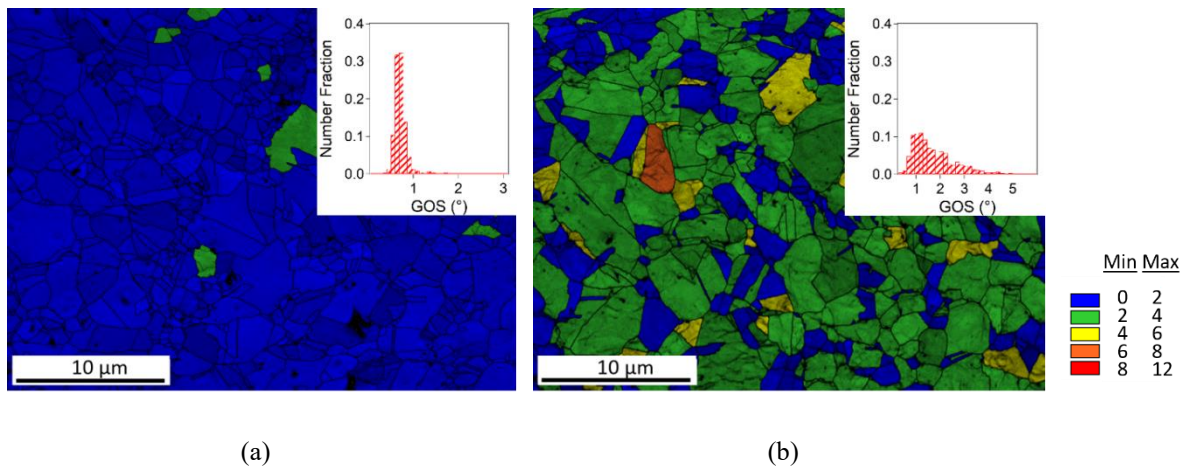 0.4
0.3
0.2
0.1
0.0
Number Fraction
1 2 3
GOS (°)
10 µm
0.4
0.3
0.2
0.1
0.0
Number Fraction
1 2 3 4 5
GOS (°)
10 µm
Min Max
0 2
2 4
4 6
6 8
8 12
(a) (b)